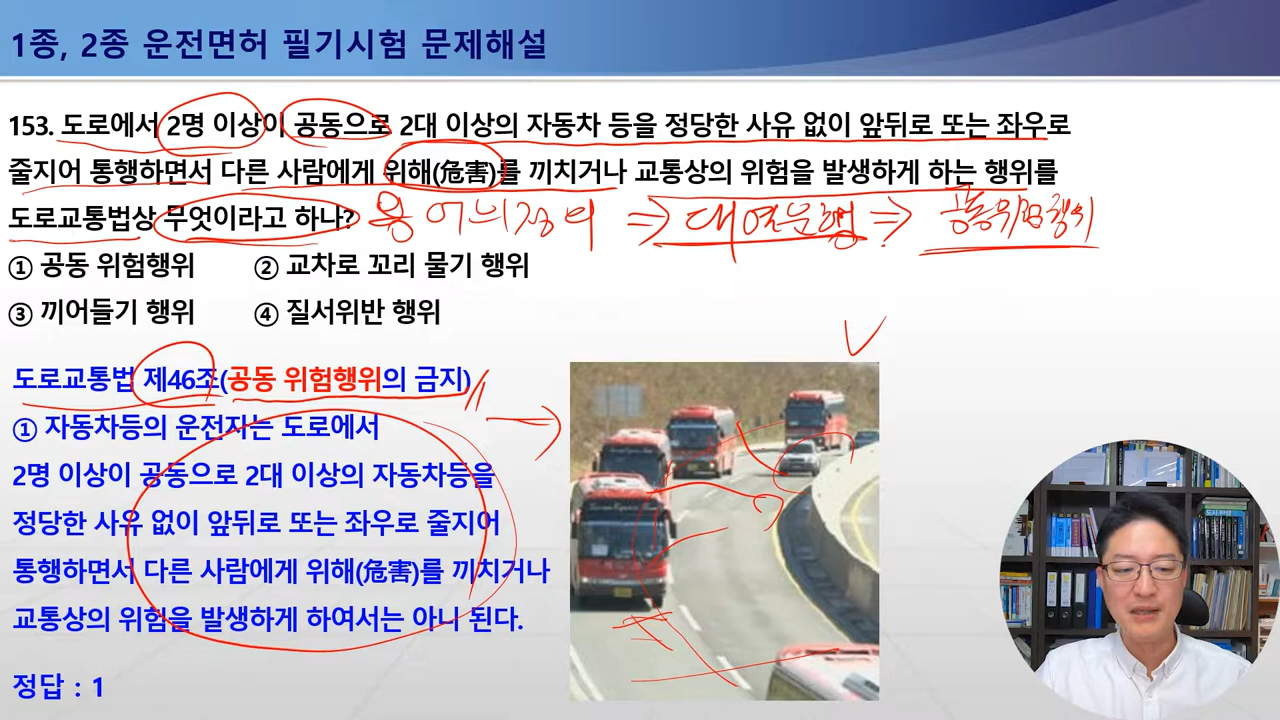 1종, 2종 운전면허 필기시험 문제해설
153. 도로에서 2명 이상이 공동으로 2대 이상의 자동차 등을 정당한 사유 없이 앞뒤로 또는 좌우로
줄지어 통행하면서 다른 사람에게 위해(危害)를 끼치거나 교통상의 위험을 발생하게 하는 행위를
도로교통법상 무엇이라고 하나? 용어의정의 ⇒ 대열운행 ⇒ 공동위험행위
① 공동 위험행위 ② 교차로 꼬리 물기 행위
③ 끼어들기 행위 ④ 질서위반 행위
도로교통법 제46조(공동 위험행위의 금지)
① 자동차등의 운전자는 도로에서
2명 이상이 공동으로 2대 이상의 자동차등을
정당한 사유 없이 앞뒤로 또는 좌우로 줄지어
통행하면서 다른 사람에게 위해(危害)를 끼치거나
교통상의 위험을 발생하게 하여서는 아니 된다.
정답 : 1